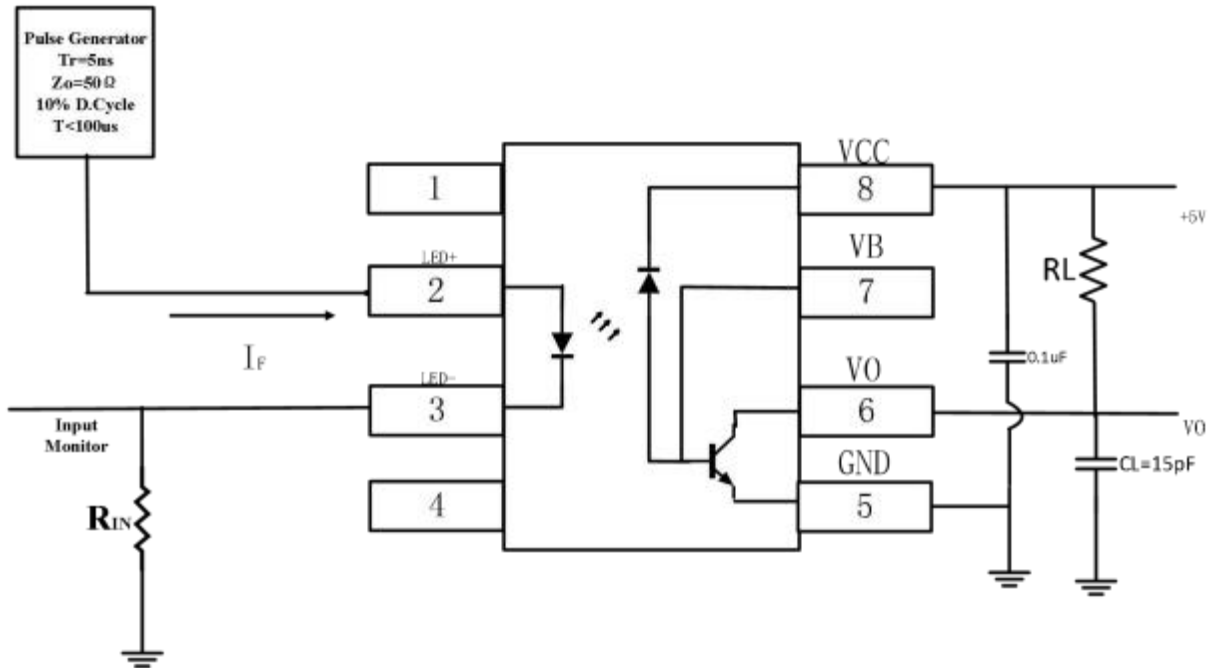 Pulse Generator
Tr=5ns
Zo=50Ω
10% D.Cycle
T<100us
1
LED+
2
IF
LED-
3
Input
Monitor
RIN
4
VCC
8
VB
7
VO
6
GND
5
+5V
RL
0.1uF
VO
CL=15pF